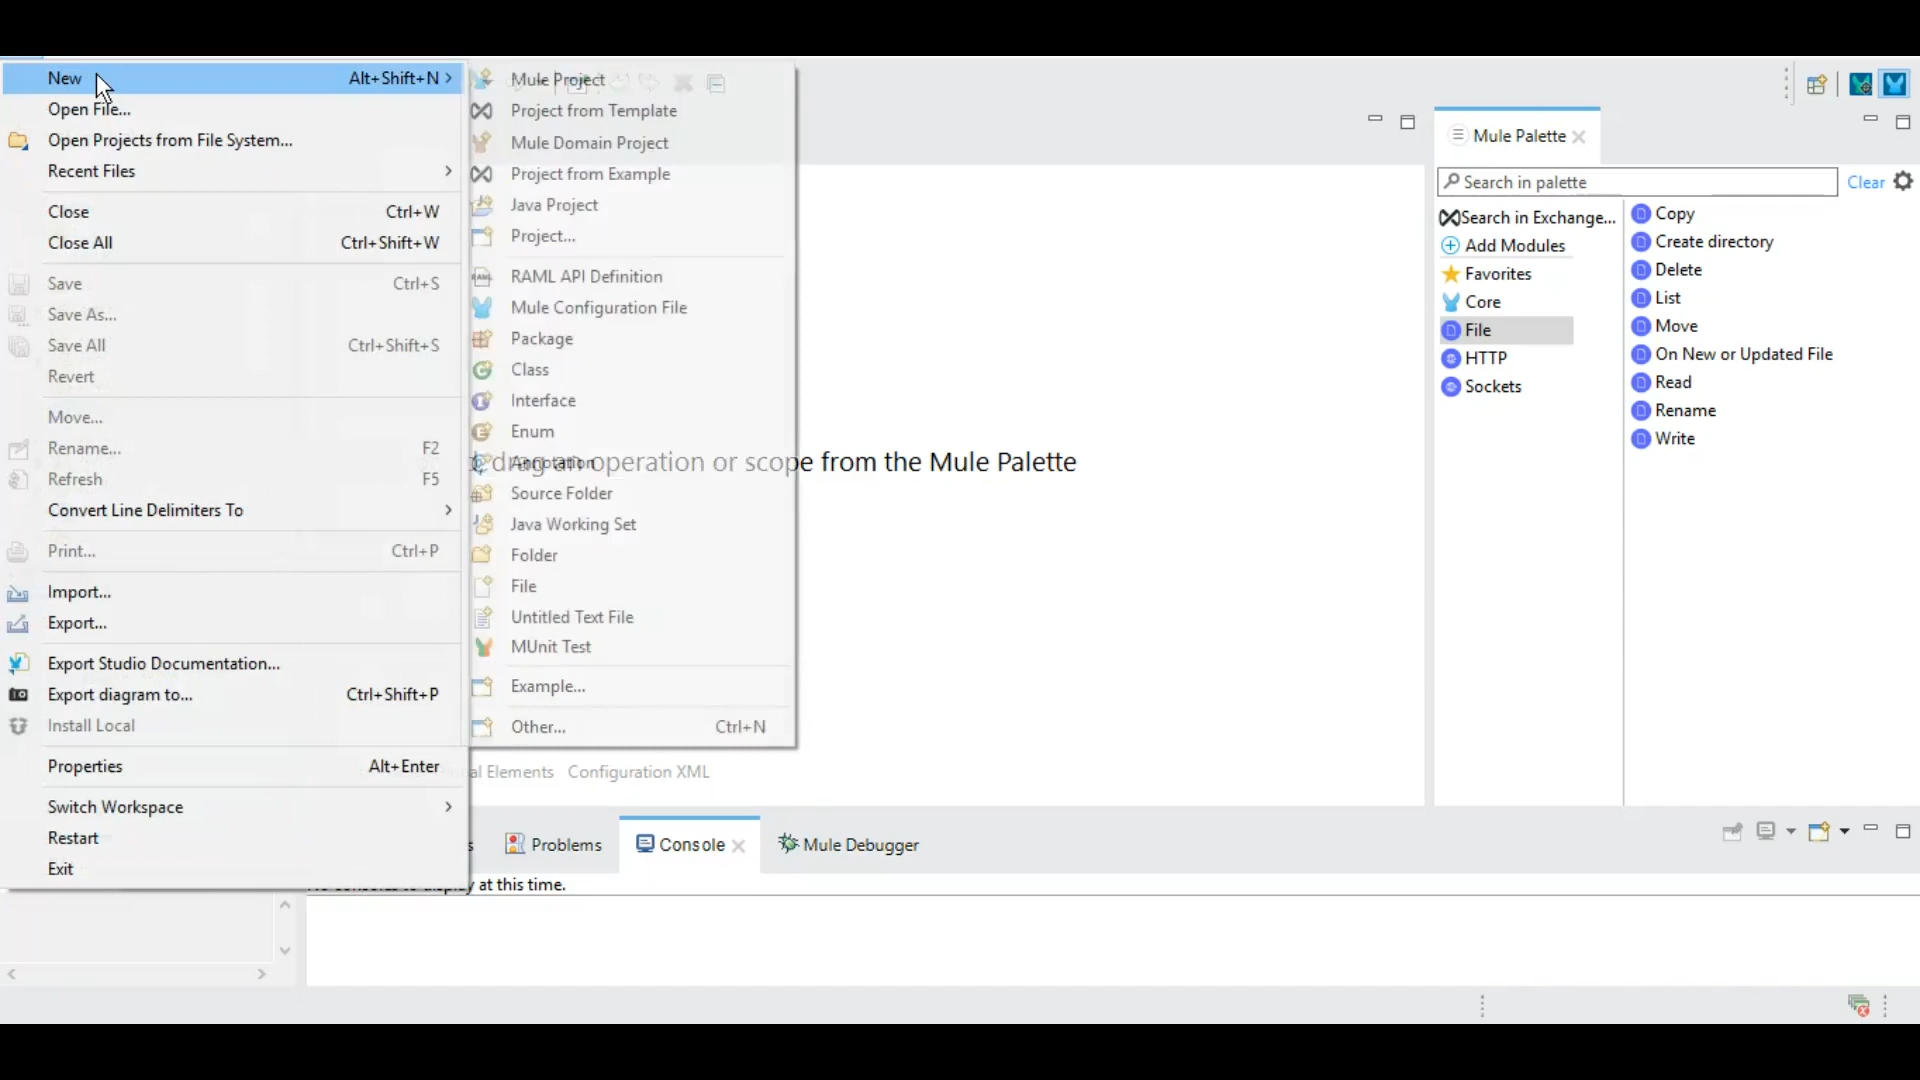 New Alt+Shift+N
Open File...
Open Projects from File System...
Recent Files
Close Ctrl+W
Close All Ctrl+Shift+W
Save Ctrl+S
Save As...
Save All Ctrl+Shift+S
Revert
Move...
Rename... F2
Refresh F5
Convert Line Delimiters To
Print... Ctrl+P
Import...
Export...
Export Studio Documentation...
Export diagram to... Ctrl+Shift+P
Install Local
Properties Alt+Enter
Switch Workspace
Restart
Exit
Mule Project
Project from Template
Mule Domain Project
Project from Example
Java Project
Project...
RAML API Definition
Mule Configuration File
Package
Class
Interface
Enum
Annotation
Source Folder
Java Working Set
Folder
File
Untitled Text File
MUnit Test
Example...
Other... Ctrl+N
drag an operation or scope from the Mule Palette
Elements Configuration XML
Problems Console Mule Debugger
at this time.
Mule Palette
Search in palette Clear
Search in Exchange...
Add Modules
Favorites
Core
File
HTTP
Sockets
Copy
Create directory
Delete
List
Move
On New or Updated File
Read
Rename
Write